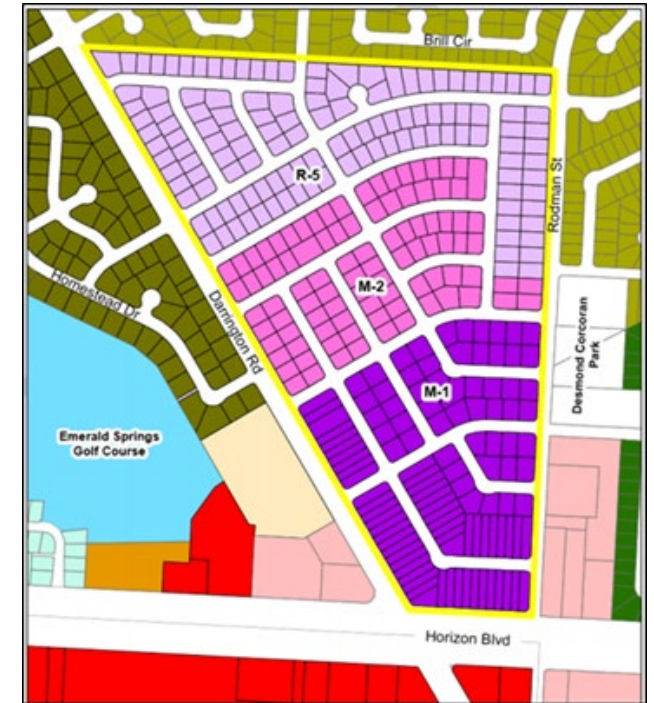 Brill Cir
Rodman St
R-5
M-2
Homestead Dr
Darrington Rd
Desmond Corcoran
Park
M-1
Emerald Springs
Golf Course
Horizon Blvd